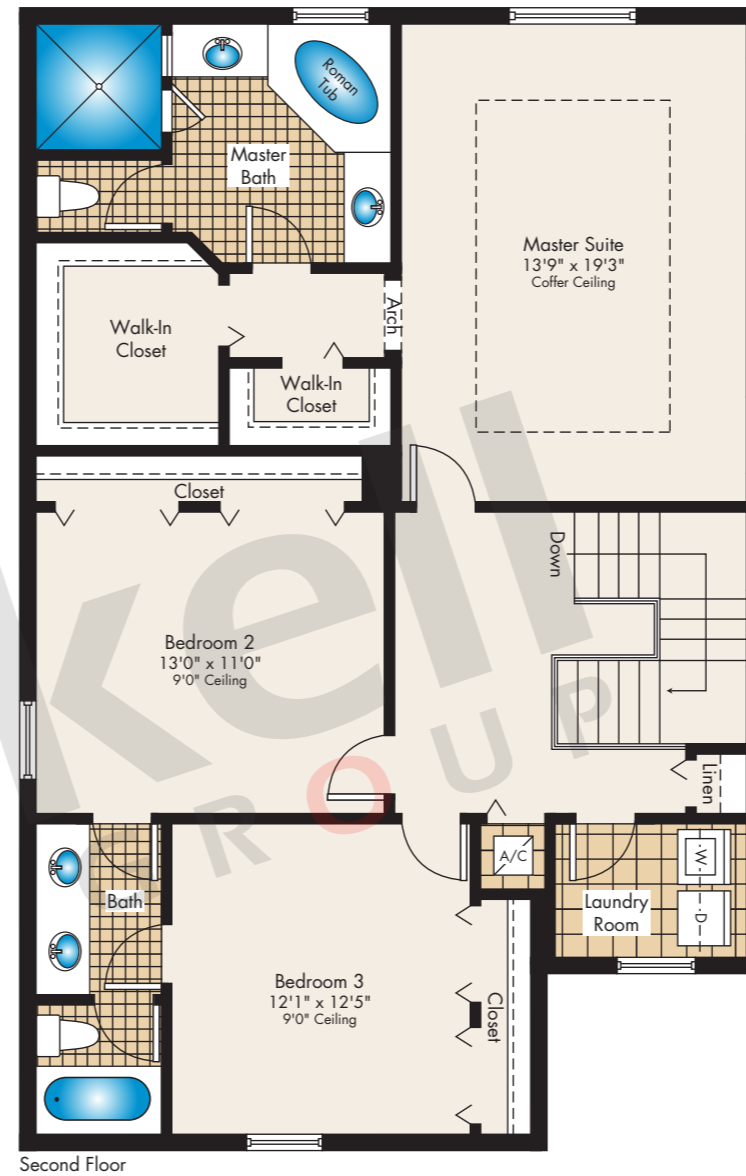 Roman
Tub
Master
Bath
Master Suite
13'9" x 19'3"
Coffer Ceiling
Arch
Walk-In
Closet
Walk-In
Closet
Closet
Down
Bedroom 2
13'0" x 11'0"
9'0" Ceiling
kell
GROUP
Linen
A/C
W
D
Laundry
Room
Bath
Bedroom 3
12'1" x 12'5"
9'0" Ceiling
Closet
Second Floor